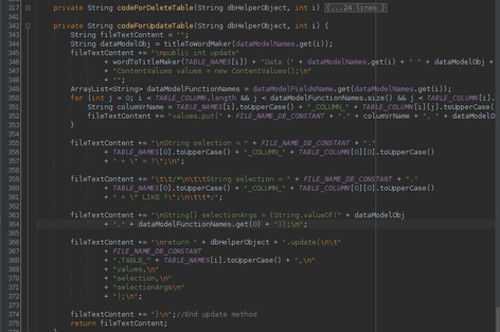 317 private String codeForDeleteTable(String dbHelperObject, int i) {...24 lines }
341
342 private String codeForUpdateTable(String dbHelperObject, int i) {
343 String fileTextContent = "";
344 String dataModelObj = titleToWordMaker(dataModelNames.get(i));
345 fileTextContent += "\npublic int update"
346 + wordToTitleMaker(TABLE_NAMES[i]) + "Data (" + dataModelNames.get(i) + " " + dataModelObj +
347 + "ContentValues values = new ContentValues();\n"
348 + "";
349 ArrayList<String> dataModelFunctionNames = dataModelFieldsName.get(dataModelNames.get(i));
350 for (int j = 0; i < TABLE_COLUMN.length && j < dataModelFunctionNames.size() && j < TABLE_COLUMN[i].
351 String columVrName = TABLE_NAMES[i].toUpperCase() + "_COLUMN_" + TABLE_COLUMN[i][j].toUpperCase(
352 fileTextContent += "values.put(" + FILE_NAME_DB_CONSTANT + "." + columVrName + ", " + dataModelO
353 }
354
355 fileTextContent += "\nString selection = " + FILE_NAME_DB_CONSTANT + "."
356 + TABLE_NAMES[0].toUpperCase() + "_COLUMN_" + TABLE_COLUMN[0][0].toUpperCase()
357 + " + \" = ?\";\n";
358
359 fileTextContent += "\t\t/*\n\t\t\tString selection = " + FILE_NAME_DB_CONSTANT + "."
360 + TABLE_NAMES[0].toUpperCase() + "_COLUMN_" + TABLE_COLUMN[0][0].toUpperCase()
361 + " + \" LIKE ?\";\n\t\t*/";
362
363 fileTextContent += "\nString[] selectionArgs = {String.valueOf(" + dataModelObj
364 + "." + dataModelFunctionNames.get(0) + ")};\n";
365
366 fileTextContent += "\nreturn " + dbHelperObject + ".update(\n\t"
367 + FILE_NAME_DB_CONSTANT
368 + ".TABLE_" + TABLE_NAMES[i].toUpperCase() + ",\n"
369 + "values,\n"
370 + "selection,\n"
371 + "selectionArgs\n"
372 + ");\n";
373
374 fileTextContent += "}\n";//End update method
375 return fileTextContent;